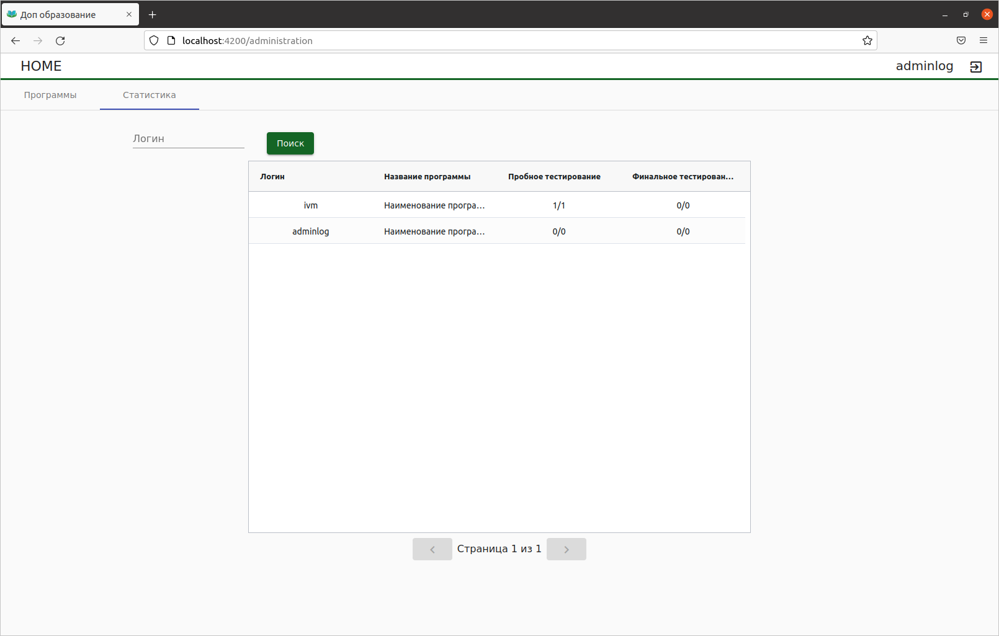 Доп образование
localhost:4200/administration
HOME
adminlog
Программы
Статистика
Логин
Поиск
Логин Название программы Пробное тестирование Финальное тестирован...
ivm Наименование програ... 1/1 0/0
adminlog Наименование програ... 0/0 0/0
Страница 1 из 1